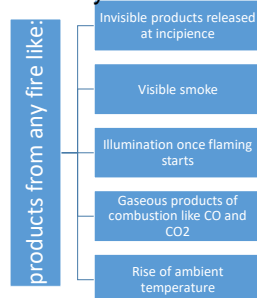 products from any fire like:
Invisible products released
at incipience
Visible smoke
Illumination once flaming
starts
Gaseous products of
combustion like CO and
CO2
Rise of ambient
temperature